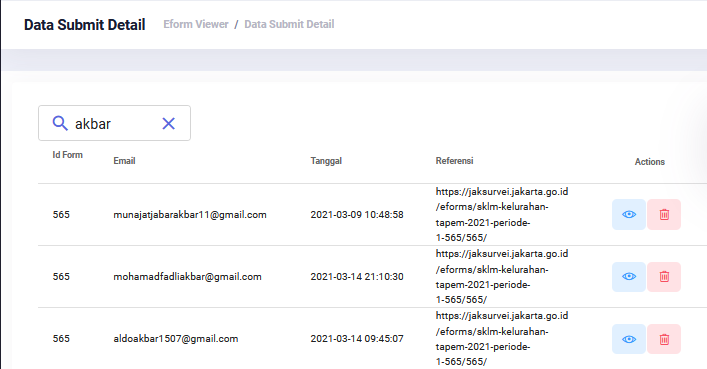 Data Submit Detail Eform Viewer / Data Submit Detail
akbar
Id Form Email Tanggal Referensi Actions
565 munajatjabarakbar11@gmail.com 2021-03-09 10:48:58 https://jaksurvei.jakarta.go.id
/eforms/sklm-kelurahan-
tapem-2021-periode-
1-565/565/
565 mohamadfadliakbar@gmail.com 2021-03-14 21:10:30 https://jaksurvei.jakarta.go.id
/eforms/sklm-kelurahan-
tapem-2021-periode-
1-565/565/
565 aldoakbar1507@gmail.com 2021-03-14 09:45:07 https://jaksurvei.jakarta.go.id
/eforms/sklm-kelurahan-
tapem-2021-periode-
1-565/565/